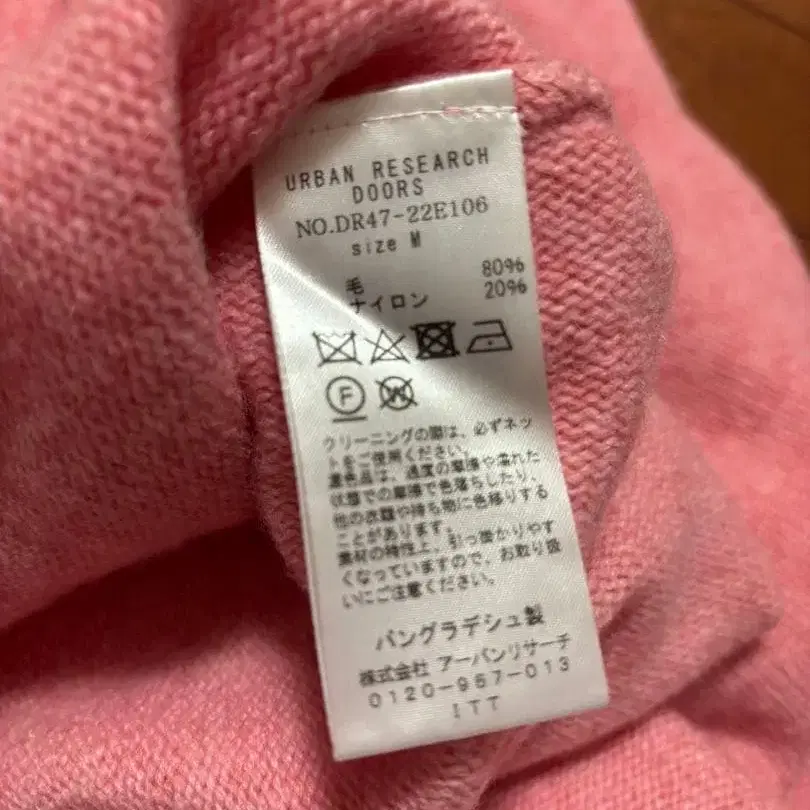 URBAN RESEARCH
DOORS
NO.DR47-22E106
size M
毛 80%
ナイロン 20%
F
W
クリーニングの際は、必ずネッ
トをご使用ください。
濃色品は、過度の摩擦や濡れた
状態での摩擦で色落ちしたり、
他の衣類や持ち物に色移りする
ことがあります。
素材の特性上、引っ掛かりやす
くなっていますので、お取り扱
いにご注意ください。
バングラデシュ製
株式会社 アーバンリサーチ
0120-967-013
ITT